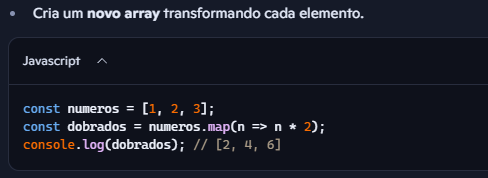 Cria um novo array transformando cada elemento.
Javascript
const numeros = [1, 2, 3];
const dobrados = numeros.map(n => n * 2);
console.log(dobrados); // [2, 4, 6]